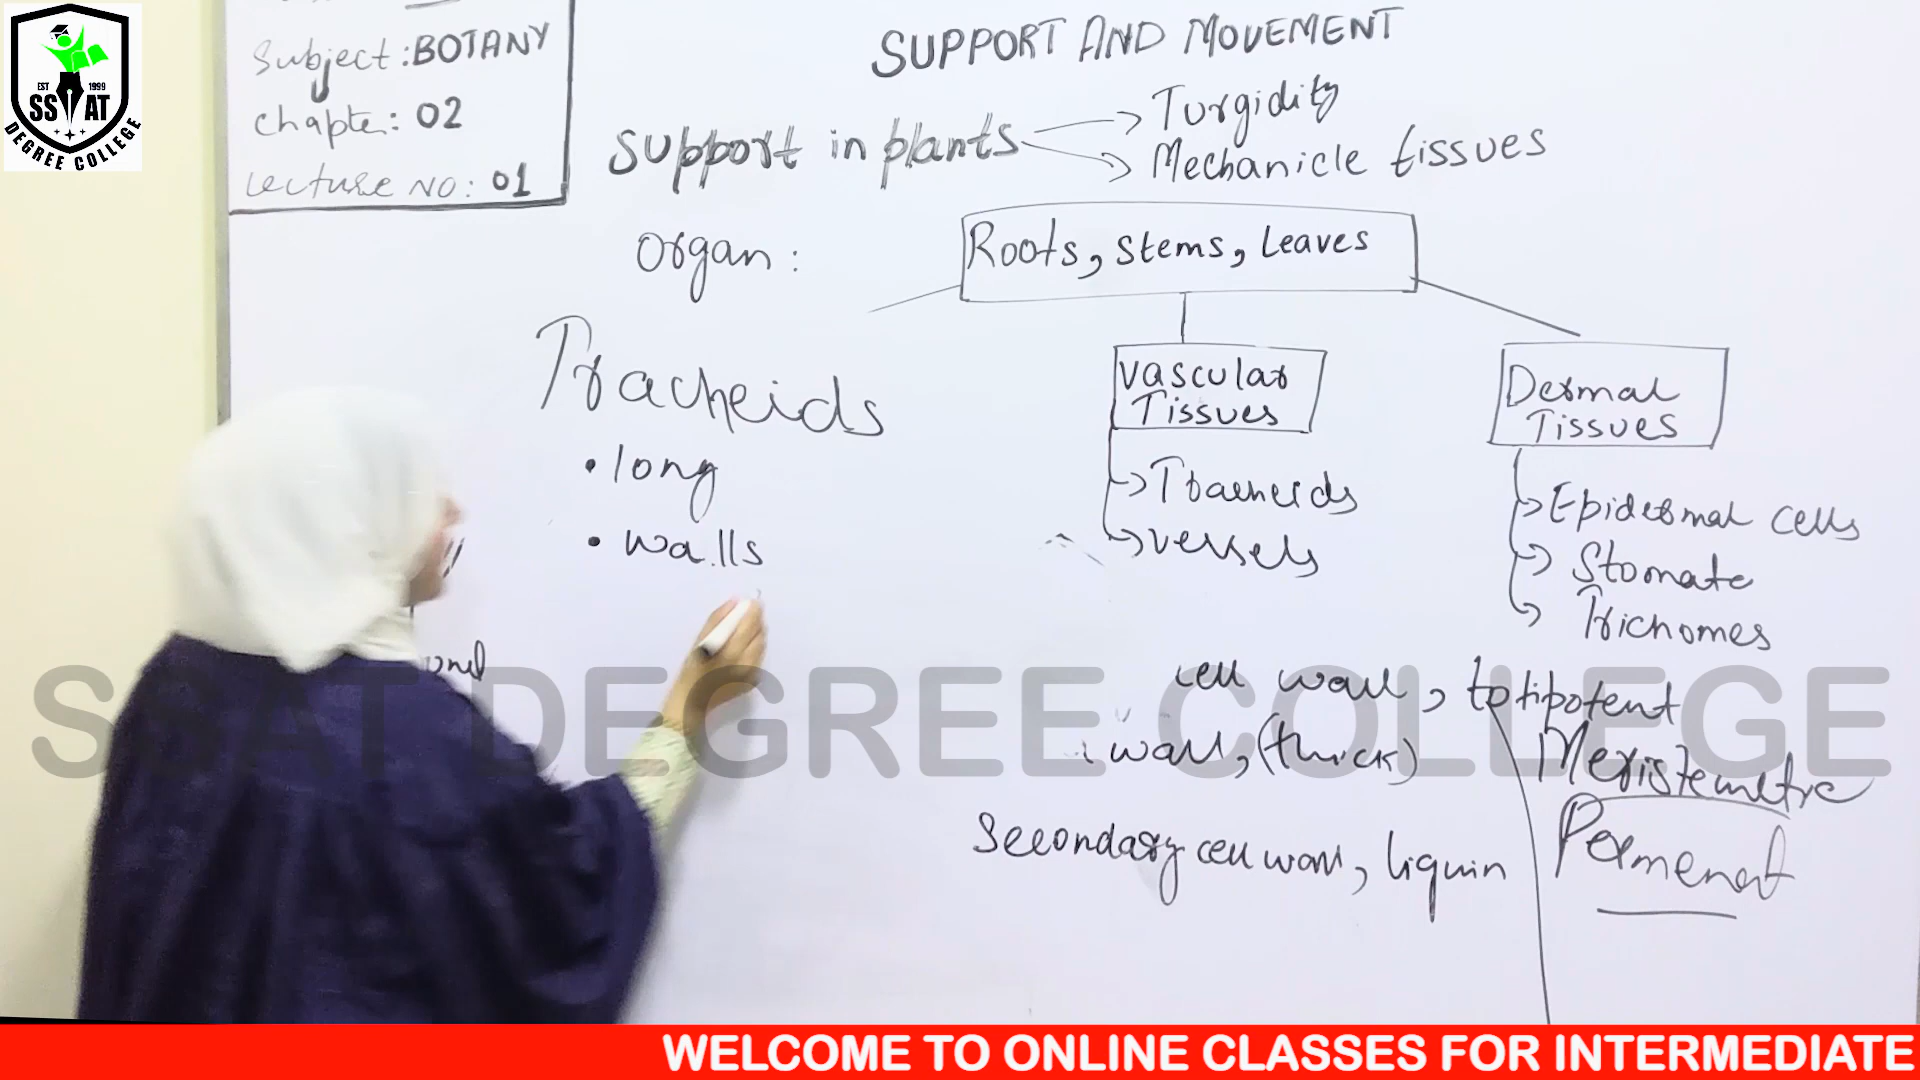 EST 1999
SSAT
DEGREE COLLEGE
Subject: BOTANY
Chapter: 02
Lecture NO: 01
SUPPORT AND MOVEMENT
Support in plants
Turgidity
Mechanicle tissues
Organ:
Roots, Stems, Leaves
Tracheids
• long
• walls
Vascular
Tissues
Tracheids
vessels
Dermal
Tissues
Epidermal cells
Stomate
Trichomes
cell wall, totipotent
wall, (thick)
Meristemetic
Permenent
Secondary cell wall, liquin
SSAT DEGREE COLLEGE
WELCOME TO ONLINE CLASSES FOR INTERMEDIATE